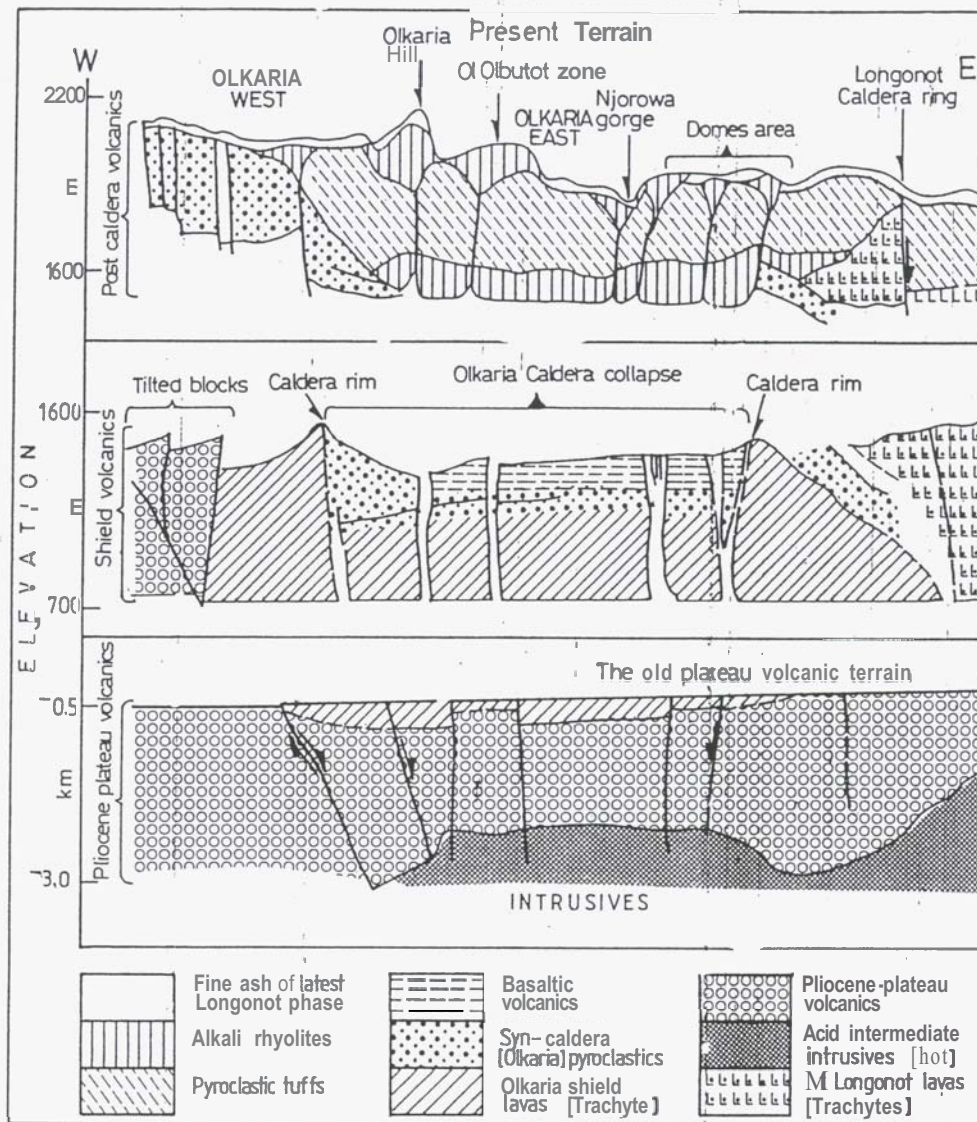 Present Terrain
W
E
Olkaria
Hill
Ol Olbutot zone
OLKARIA
WEST
OLKARIA
EAST
Njorowa
gorge
Domes area
Longonot
Caldera ring
2200
E
1600
Post caldera volcanics
Tilted blocks
Caldera rim
Olkaria Caldera collapse
Caldera rim
1600
E
700
Shield volcanics
ELEVATION
The old plateau volcanic terrain
-0.5
km
-3.0
Pliocene plateau volcanics
INTRUSIVES
Fine ash of latest
Longonot phase
Alkali rhyolites
Pyroclastic tuffs
Basaltic
volcanics
Syn-caldera
(Olkaria) pyroclastics
Olkaria shield
lavas [Trachyte]
Pliocene-plateau
volcanics
Acid intermediate
intrusives [hot]
Mt Longonot lavas
[Trachytes]